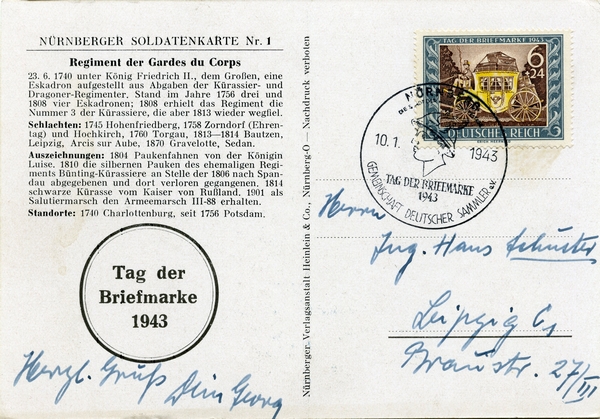 NÜRNBERGER SOLDATENKARTE Nr. 1
Regiment der Gardes du Corps
23. 6. 1740 unter König Friedrich II., dem Großen, eine
Eskadron aufgestellt aus Abgaben der Kürassier- und
Dragoner-Regimenter, Stand im Jahre 1756 drei und
1808 vier Eskadronen; 1808 erhielt das Regiment die
Nummer 3 der Kürassiere, die aber 1813 wieder wegfiel.
Schlachten: 1745 Hohenfriedberg, 1758 Zorndorf (Ehren-
tag) und Hochkirch, 1760 Torgau, 1813—1814 Bautzen,
Leipzig, Arcis sur Aube, 1870 Gravelotte, Sedan.
Auszeichnungen: 1804 Paukenfahnen von der Königin
Luise. 1810 die silbernen Pauken des ehemaligen Regi-
ments Bünting-Kürassiere an Stelle der 1806 nach Span-
dau abgegebenen und dort verloren gegangenen. 1814
schwarze Kürasse vom Kaiser von Rußland. 1901 als
Salutiermarsch den Armeemarsch III-88 erhalten.
Standorte: 1740 Charlottenburg, seit 1756 Potsdam.
Tag der
Briefmarke
1943
Herzl. Gruß Dein Georg
Nürnberger Verlagsanstalt Heinlein & Co., Nürnberg-O — Nachdruck verboten
TAG DER BRIEFMARKE 1943
6
+24
DEUTSCHES REICH
NÜRN
10. 1. 1943
TAG DER BRIEFMARKE
1943
GEMEINSCHAFT DEUTSCHER SAMMLER e.V.
Herrn
Ing. Hans Schuster
Leipzig C1
Braustr. 27/III